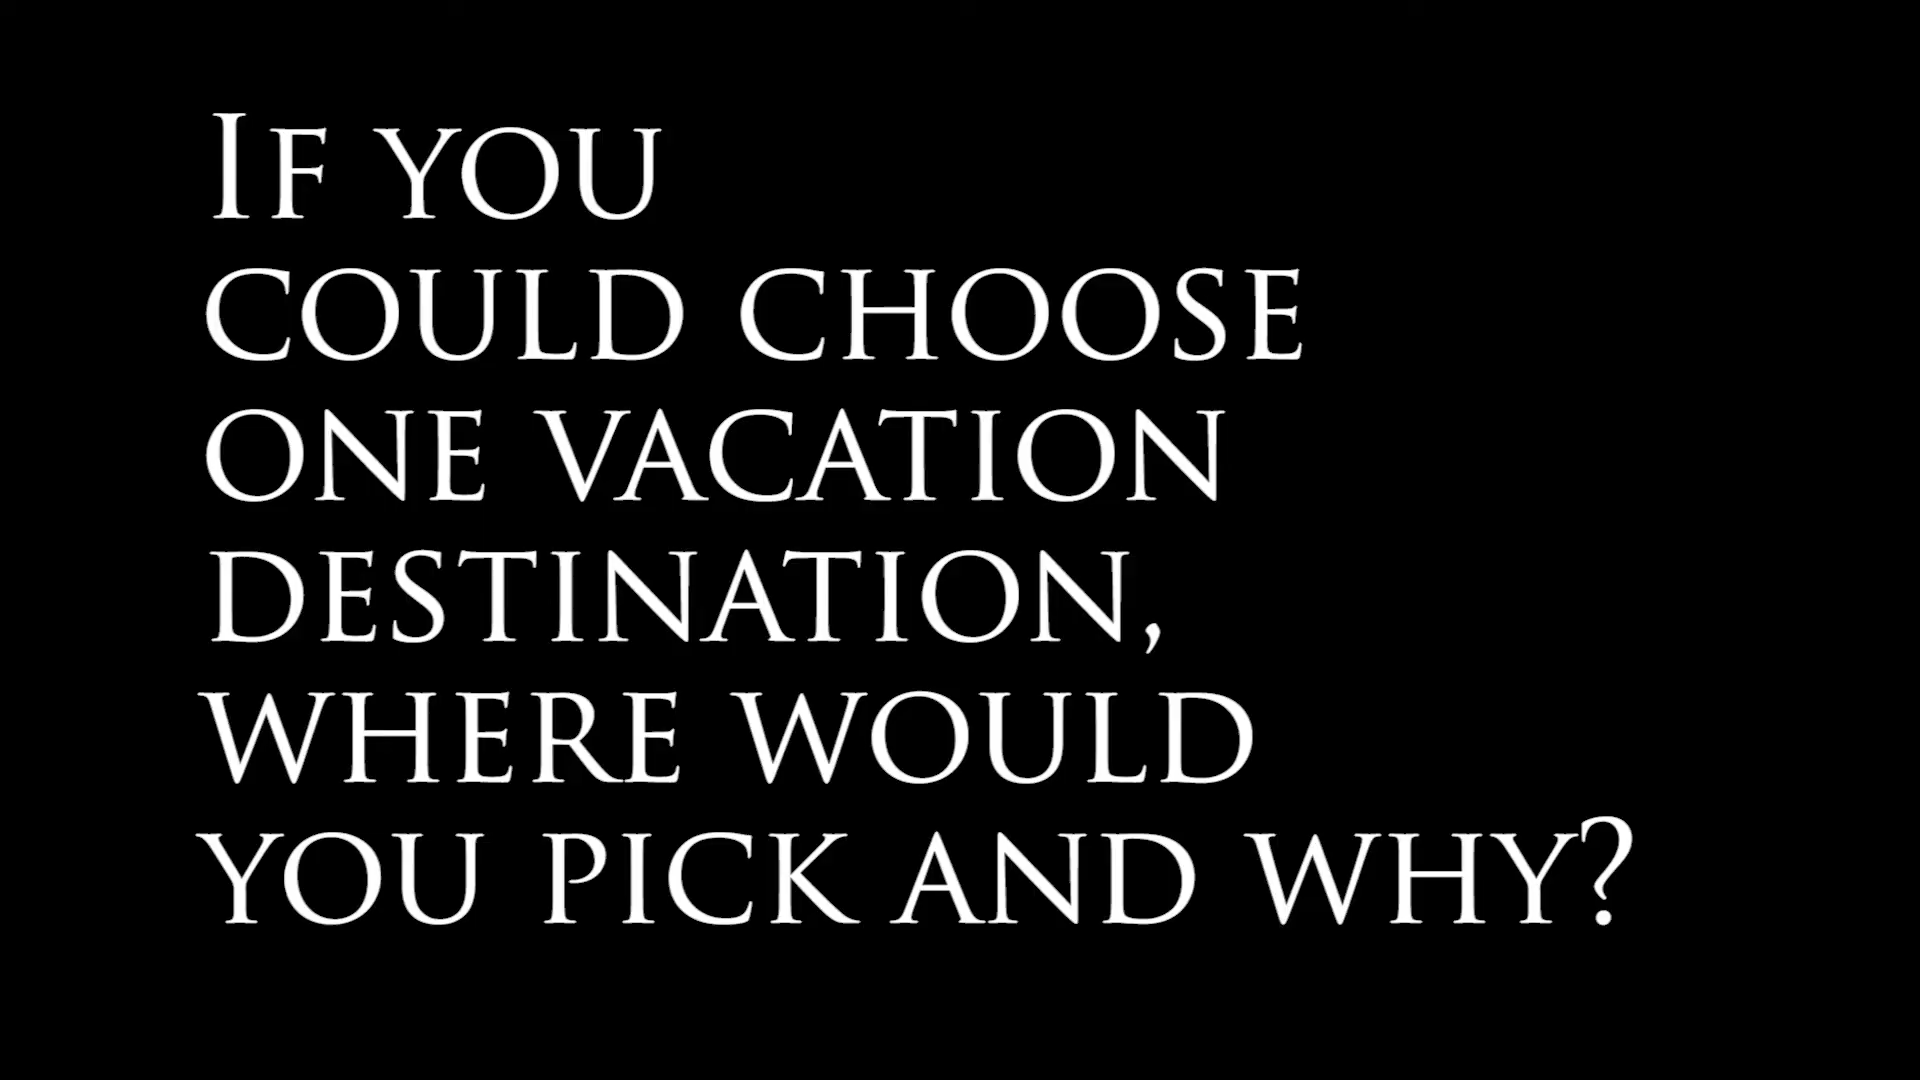 If you
could choose
one vacation
destination,
where would
you pick and why?